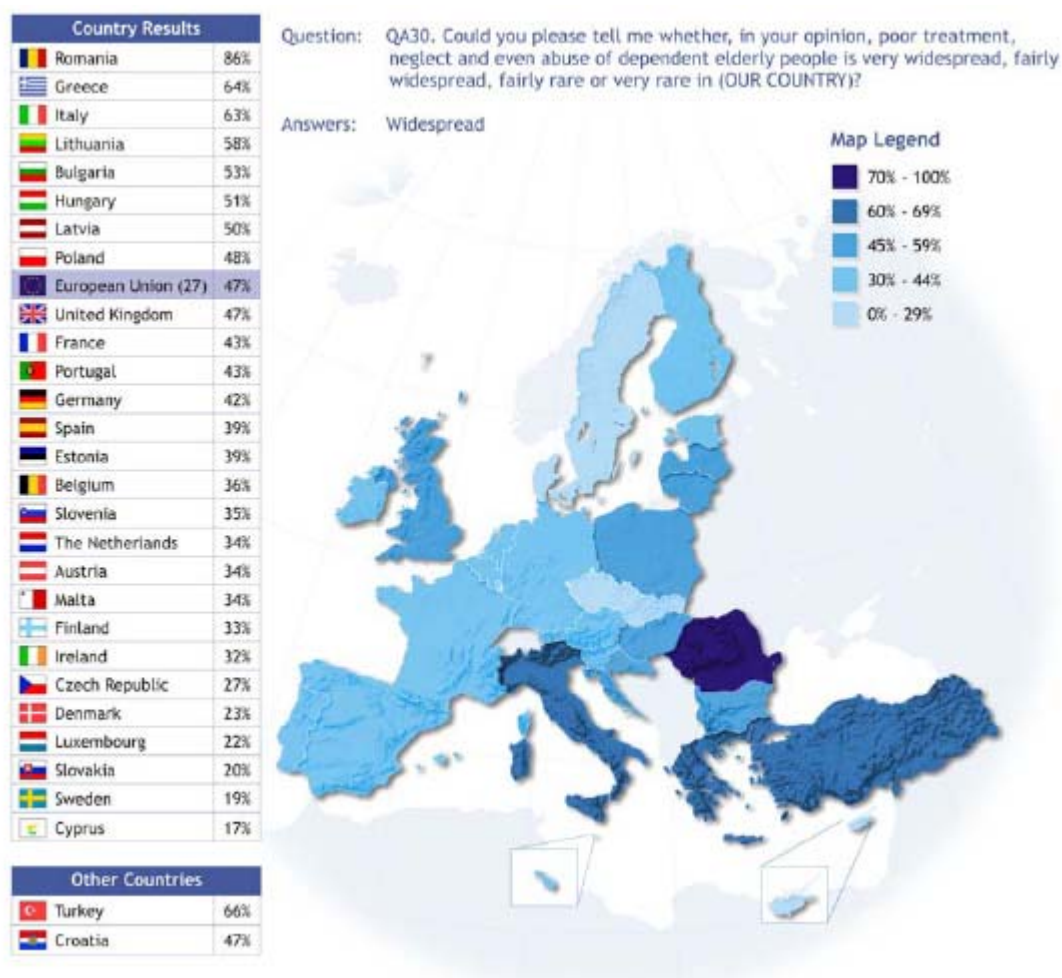 Country Results
Romania 86%
Greece 64%
Italy 63%
Lithuania 58%
Bulgaria 53%
Hungary 51%
Latvia 50%
Poland 48%
European Union (27) 47%
United Kingdom 47%
France 43%
Portugal 43%
Germany 42%
Spain 39%
Estonia 39%
Belgium 36%
Slovenia 35%
The Netherlands 34%
Austria 34%
Malta 34%
Finland 33%
Ireland 32%
Czech Republic 27%
Denmark 23%
Luxembourg 22%
Slovakia 20%
Sweden 19%
Cyprus 17%
Other Countries
Turkey 66%
Croatia 47%
Question: QA30. Could you please tell me whether, in your opinion, poor treatment,
neglect and even abuse of dependent elderly people is very widespread, fairly
widespread, fairly rare or very rare in (OUR COUNTRY)?
Answers: Widespread
Map Legend
70% - 100%
60% - 69%
45% - 59%
30% - 44%
0% - 29%